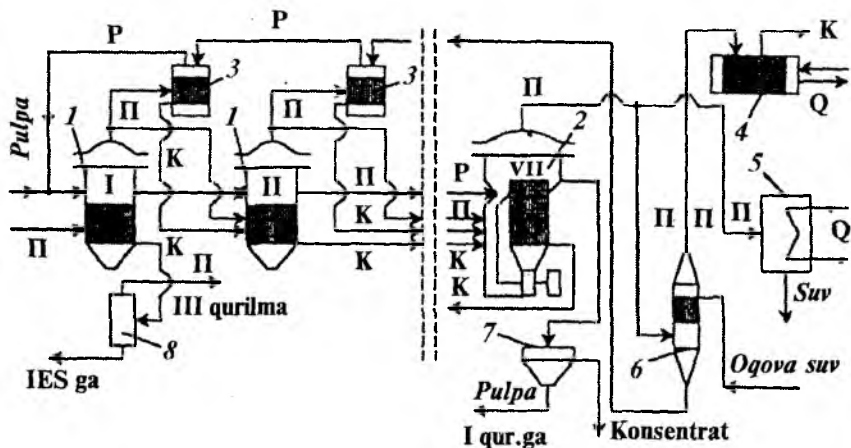 P
P
K
3
3
4
Q
П
П
П
1
1
K
2
Pulpa
I
II
П
P
VII
5
K
П
П
П
П
K
K
K
Q
П
K
K
K
П
III qurilma
Suv
8
7
6
Oqova suv
IES ga
Pulpa
I qur.ga
Konsentrat